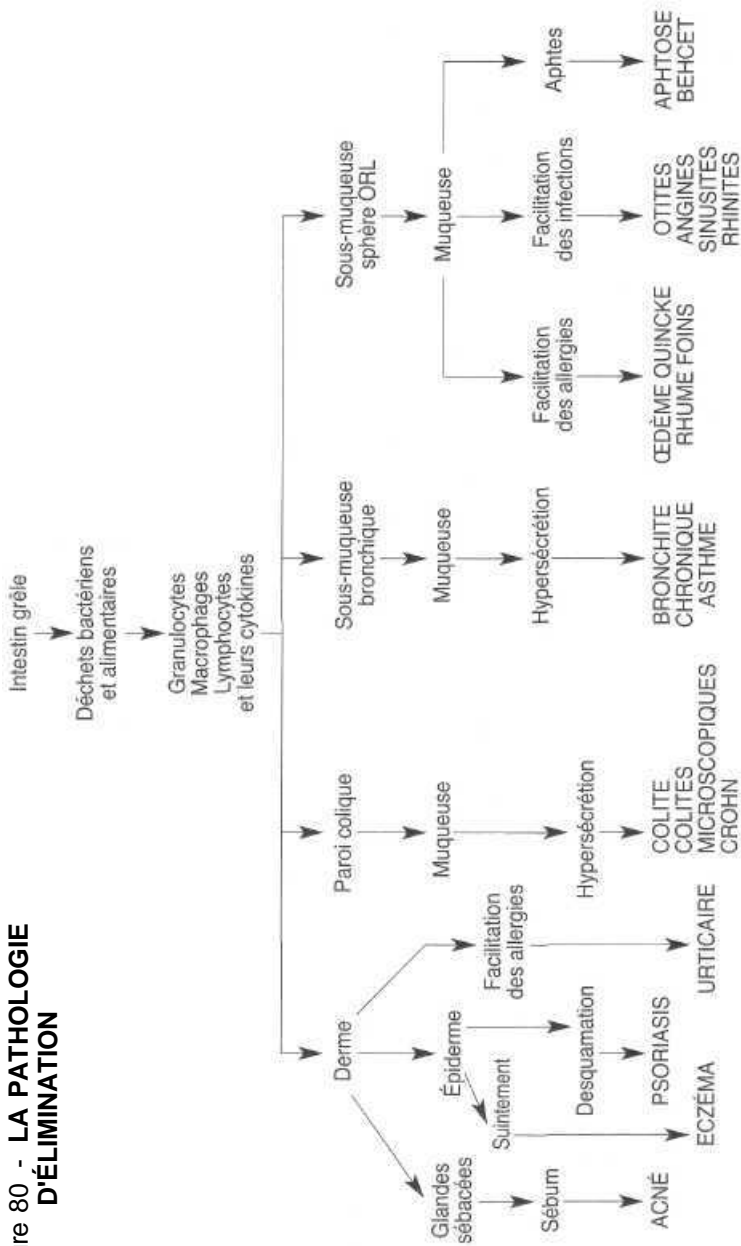 re 80 - LA PATHOLOGIE
D'ÉLIMINATION
Intestin grêle
Déchets bactériens
et alimentaires
Granulocytes
Macrophages
Lymphocytes
et leurs cytokines
Derme
Glandes
sébacées
Sébum
ACNÉ
Épiderme
Suintement
ECZÉMA
Desquamation
PSORIASIS
Facilitation
des allergies
URTICAIRE
Paroi colique
Muqueuse
Hypersécrétion
COLITE
COLITES
MICROSCOPIQUES
CROHN
Sous-muqueuse
bronchique
Muqueuse
Hypersécrétion
BRONCHITE
CHRONIQUE
ASTHME
Sous-muqueuse
sphère ORL
Muqueuse
Facilitation
des allergies
ŒDÈME QUINCKE
RHUME FOINS
Facilitation
des infections
OTITES
ANGINES
SINUSITES
RHINITES
Aphtes
APHTOSE
BEHCET